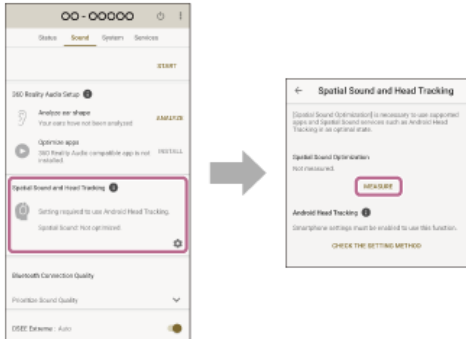 OO-OOOOO
Status Sound System Services
START
360 Reality Audio Setup
Analyze ear shape
Your ears have not been analyzed.
ANALYZE
Optimize apps
360 Reality Audio compatible app is not
installed.
INSTALL
Spatial Sound and Head Tracking
Setting required to use Android Head Tracking.
Spatial Sound: Not optimized
Bluetooth Connection Quality
Prioritize Sound Quality
DSEE Extreme : Auto
← Spatial Sound and Head Tracking
[Spatial Sound Optimization] is necessary to use supported
apps and Spatial Sound services such as Android Head
Tracking in an optimal state.
Spatial Sound Optimization
Not measured.
MEASURE
Android Head Tracking
Smartphone settings must be enabled to use this function.
CHECK THE SETTING METHOD